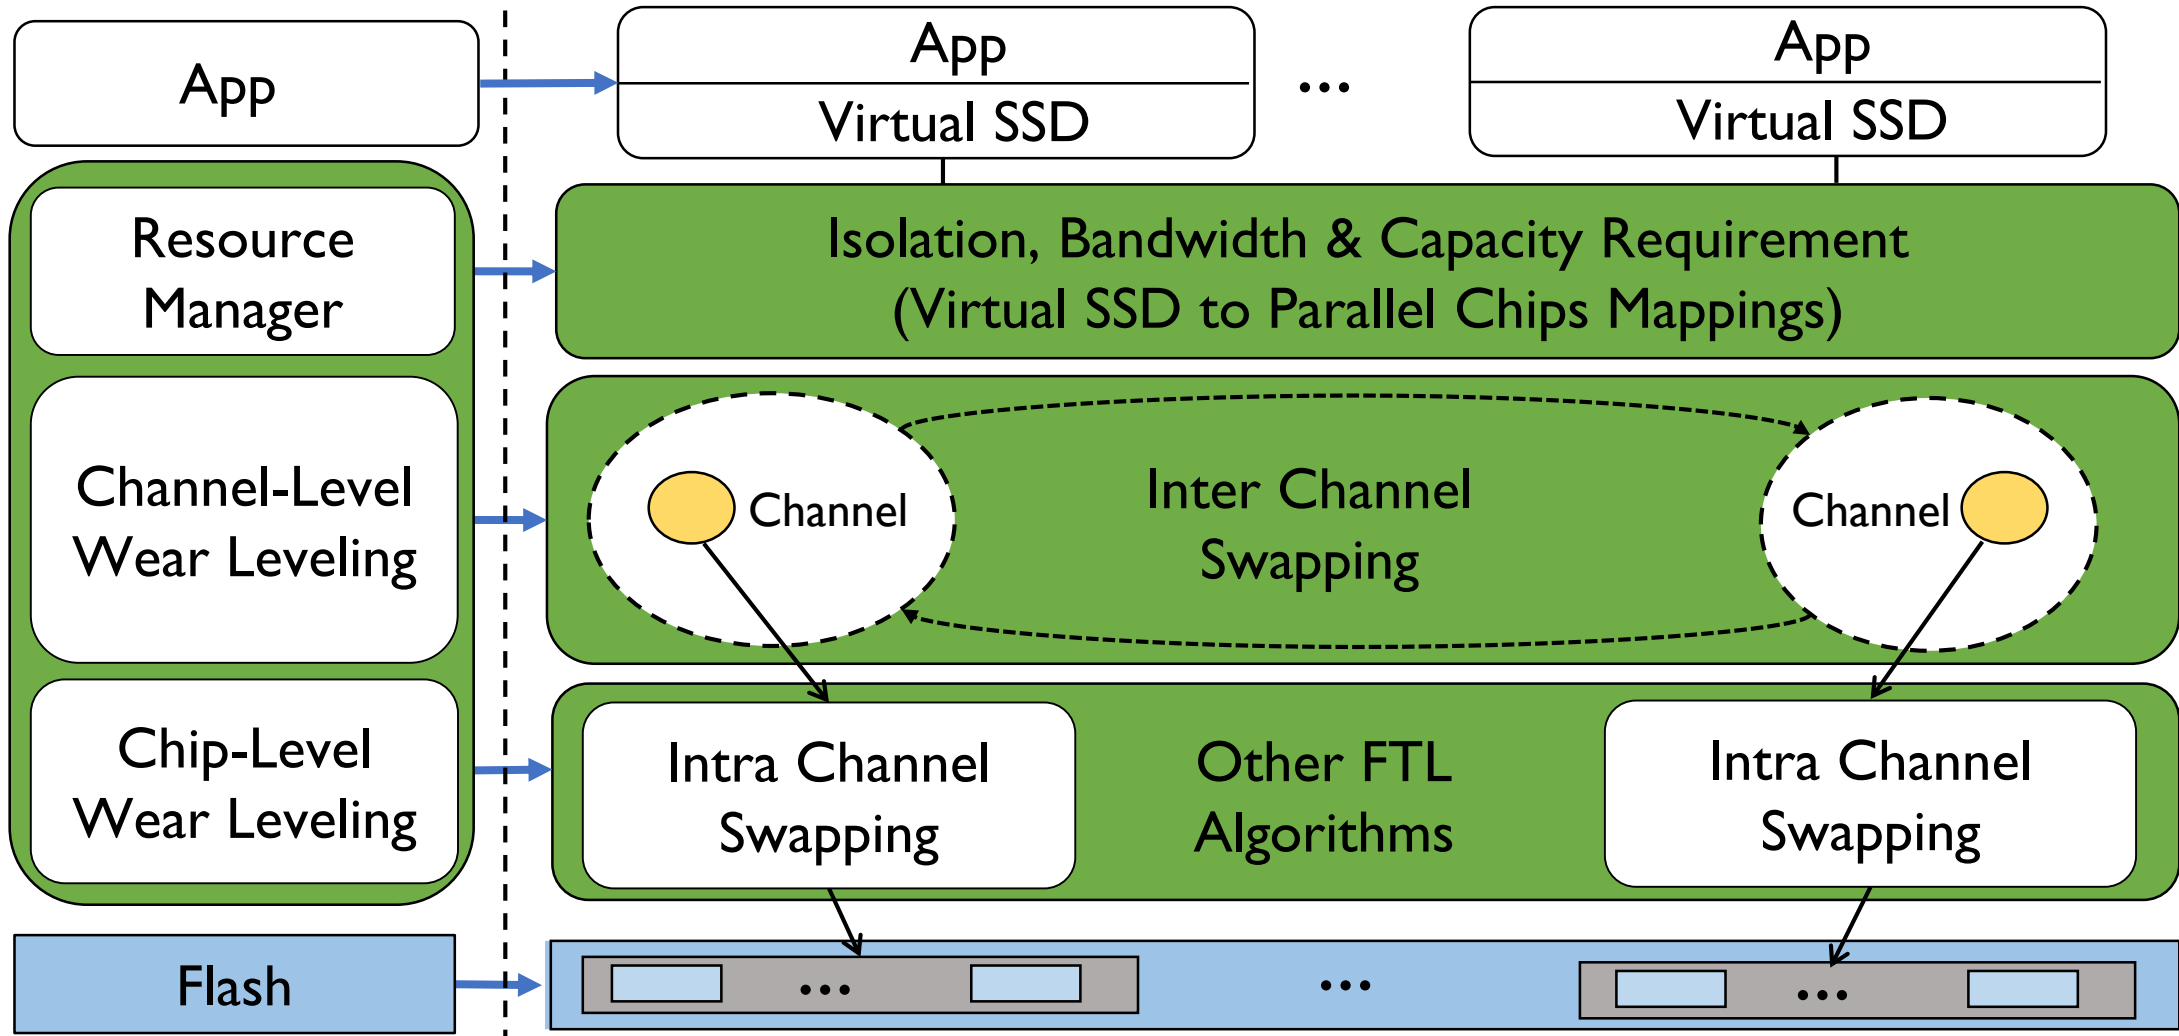 App
App
Virtual SSD
...
App
Virtual SSD
Resource
Manager
Isolation, Bandwidth & Capacity Requirement
(Virtual SSD to Parallel Chips Mappings)
Channel-Level
Wear Leveling
Channel
Inter Channel
Swapping
Channel
Chip-Level
Wear Leveling
Intra Channel
Swapping
Other FTL
Algorithms
Intra Channel
Swapping
Flash
...
...
...